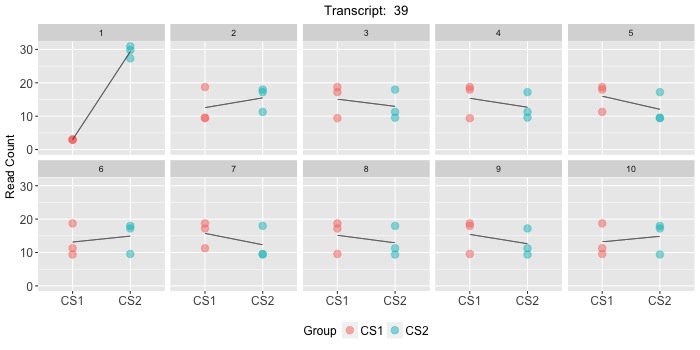 Transcript: 39
1 2 3 4 5
30
20
10
0
Read Count
6 7 8 9 10
30
20
10
0
CS1 CS2 CS1 CS2 CS1 CS2 CS1 CS2 CS1 CS2
Group CS1 CS2